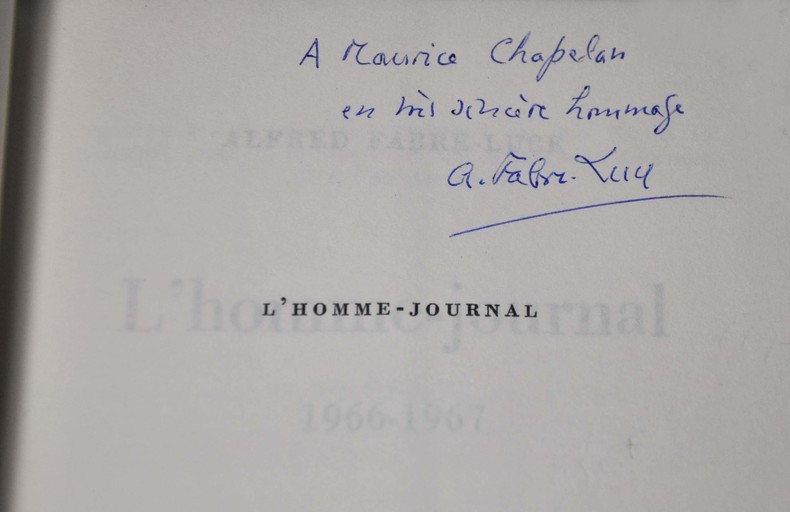 A Maurice Chapelan
en très sincère hommage
ALFRED FABRE-LUCE
A. Fabre-Luce
L'HOMME-JOURNAL
L'homme-journal
1966-1967